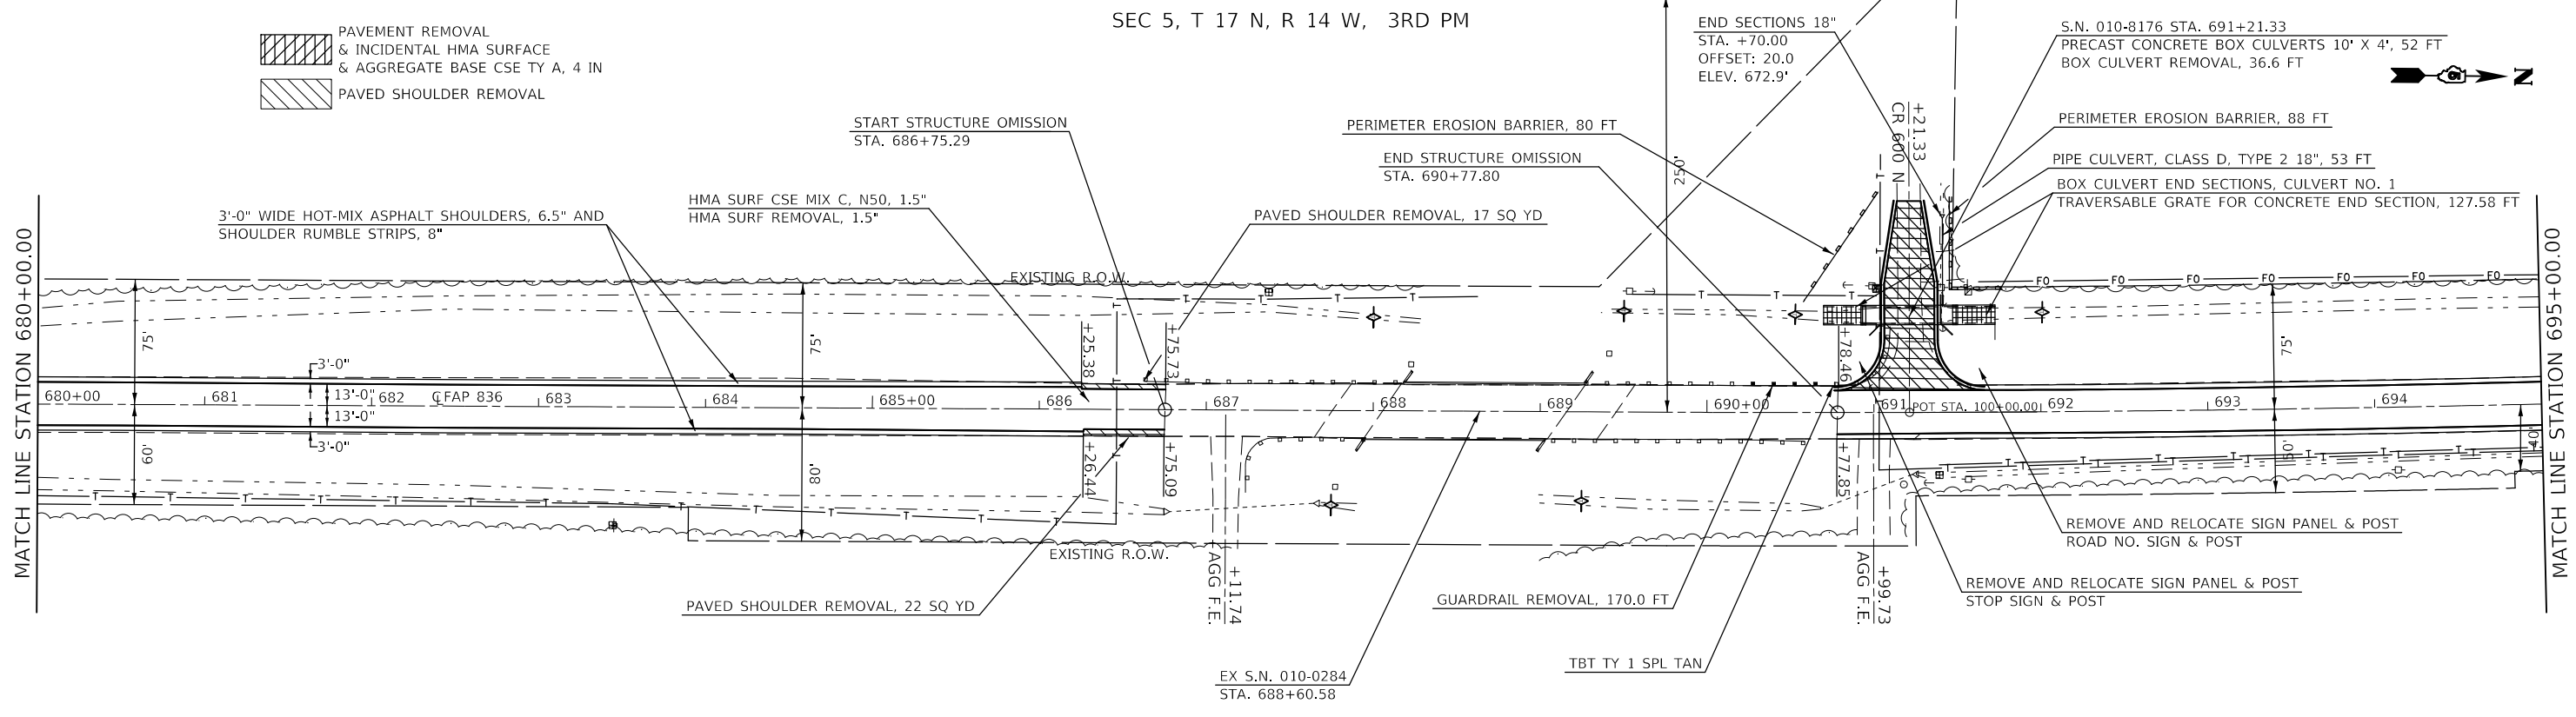 SEC 5, T 17 N, R 14 W, 3RD PM
PAVEMENT REMOVAL
& INCIDENTAL HMA SURFACE
& AGGREGATE BASE CSE TY A, 4 IN
PAVED SHOULDER REMOVAL
END SECTIONS 18"
STA. +70.00
OFFSET: 20.0
ELEV. 672.9'
S.N. 010-8176 STA. 691+21.33
PRECAST CONCRETE BOX CULVERTS 10' X 4', 52 FT
BOX CULVERT REMOVAL, 36.6 FT
N
START STRUCTURE OMISSION
STA. 686+75.29
PERIMETER EROSION BARRIER, 80 FT
END STRUCTURE OMISSION
STA. 690+77.80
250'
CR 600 N
+21.33
PERIMETER EROSION BARRIER, 88 FT
PIPE CULVERT, CLASS D, TYPE 2 18", 53 FT
BOX CULVERT END SECTIONS, CULVERT NO. 1
TRAVERSABLE GRATE FOR CONCRETE END SECTION, 127.58 FT
3'-0" WIDE HOT-MIX ASPHALT SHOULDERS, 6.5" AND
SHOULDER RUMBLE STRIPS, 8"
HMA SURF CSE MIX C, N50, 1.5"
HMA SURF REMOVAL, 1.5"
PAVED SHOULDER REMOVAL, 17 SQ YD
MATCH LINE STATION 680+00.00
MATCH LINE STATION 695+00.00
EXISTING R.O.W.
T T T T
T T
T
T
FO FO FO FO FO FO FO
75'
75'
75'
+25.38
+75.73
+78.46
3'-0"
13'-0"
13'-0"
3'-0"
680+00
681
682
FAP 836
683
684
685+00
686
687
688
689
690+00
691
POT STA. 100+00.00
692
693
694
60'
80'
50'
40'
+26.44
+75.09
+77.85
T T T T T T T T T T T T T
T T T T T T T T
EXISTING R.O.W.
AGG F.E.
+11.74
AGG F.E.
+99.73
REMOVE AND RELOCATE SIGN PANEL & POST
ROAD NO. SIGN & POST
REMOVE AND RELOCATE SIGN PANEL & POST
STOP SIGN & POST
PAVED SHOULDER REMOVAL, 22 SQ YD
GUARDRAIL REMOVAL, 170.0 FT
TBT TY 1 SPL TAN
EX S.N. 010-0284
STA. 688+60.58